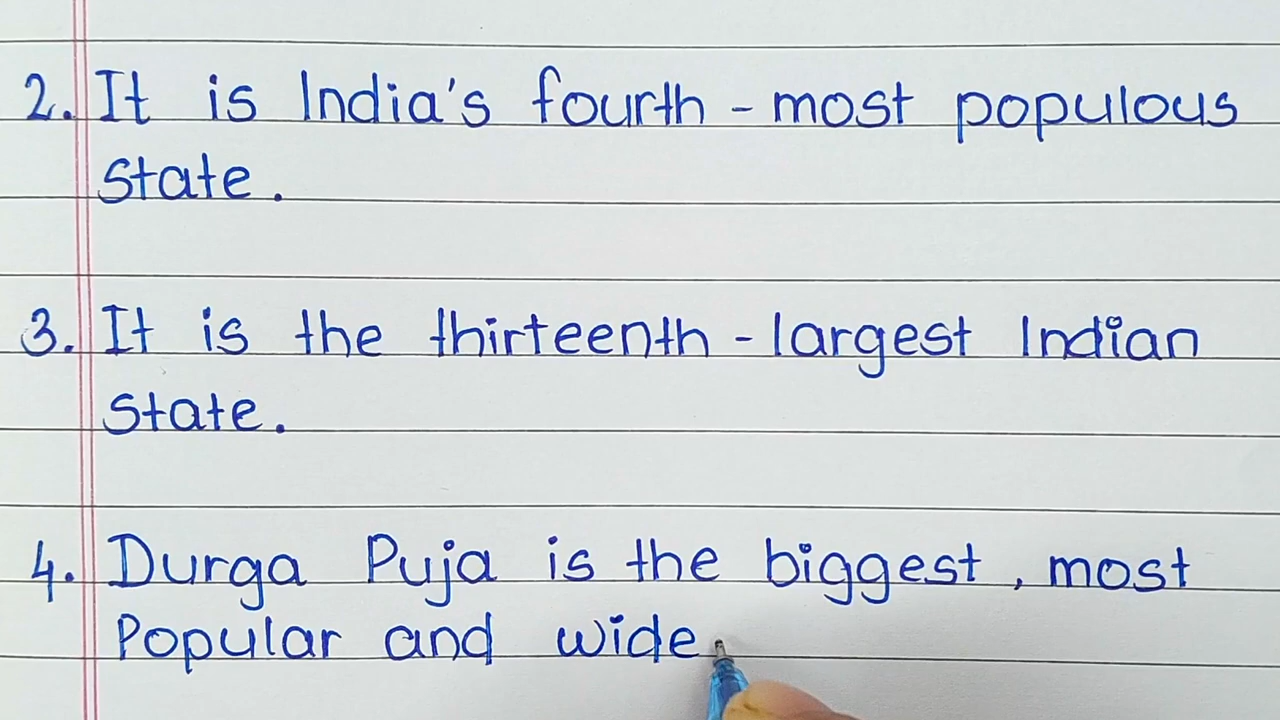 2. It is India's fourth - most populous
state.
3. It is the thirteenth - largest Indian
state.
4. Durga Puja is the biggest, most
Popular and wide